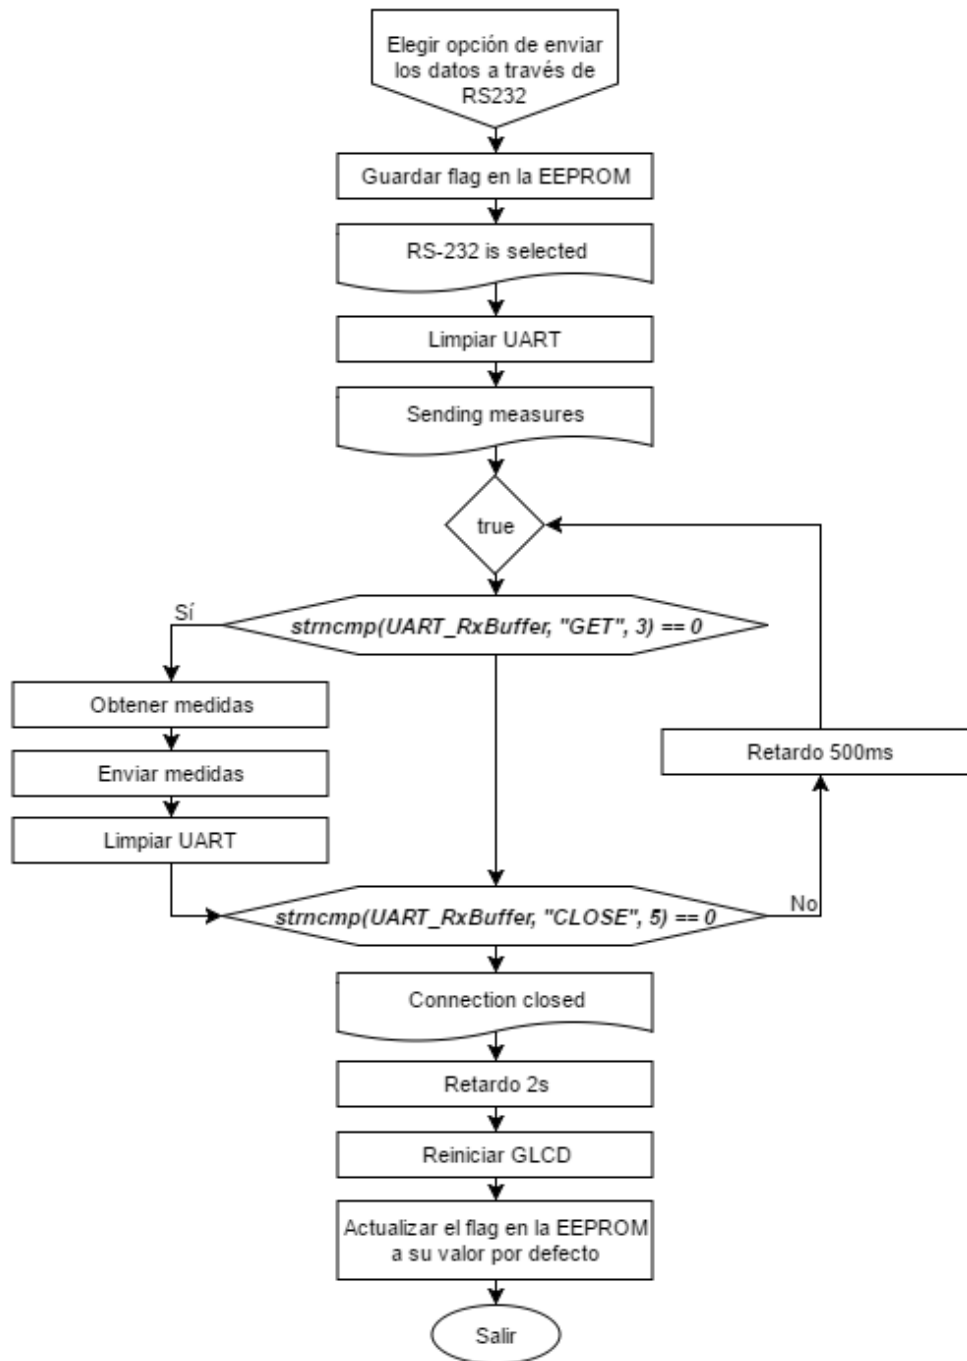 Elegir opción de enviar
los datos a través de
RS232
Guardar flag en la EEPROM
RS-232 is selected
Limpiar UART
Sending measures
true
Sí
strncmp(UART_RxBuffer, "GET", 3) == 0
Obtener medidas
Enviar medidas
Limpiar UART
Retardo 500ms
strncmp(UART_RxBuffer, "CLOSE", 5) == 0
No
Connection closed
Retardo 2s
Reiniciar GLCD
Actualizar el flag en la EEPROM
a su valor por defecto
Salir